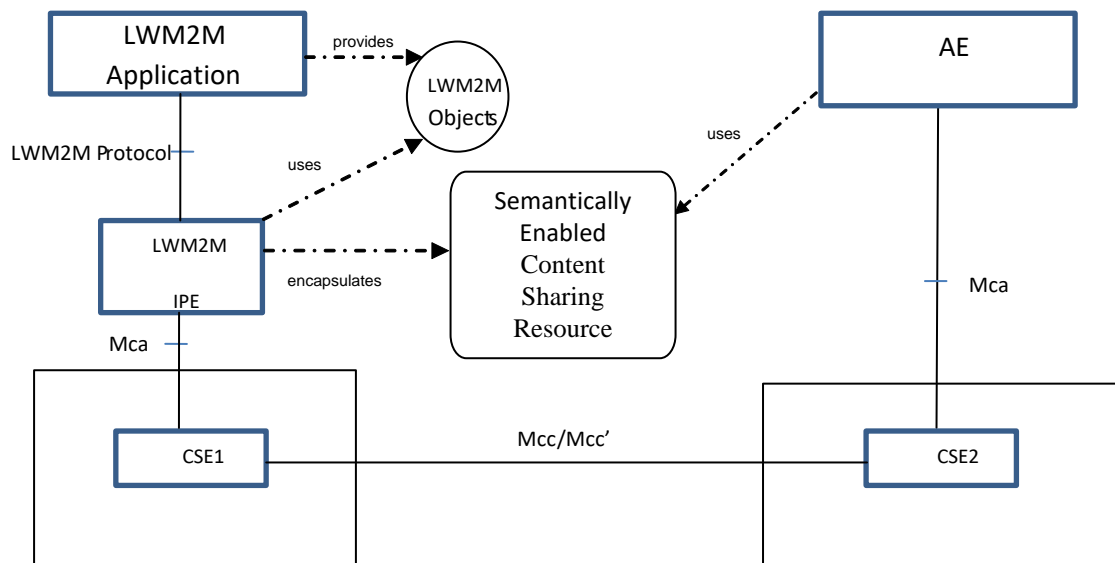 LWM2M
Application
provides
LWM2M
Objects
AE
LWM2M Protocol
uses
uses
Semantically
Enabled
Content
Sharing
Resource
LWM2M
IPE
encapsulates
Mca
Mca
CSE1
Mcc/Mcc’
CSE2